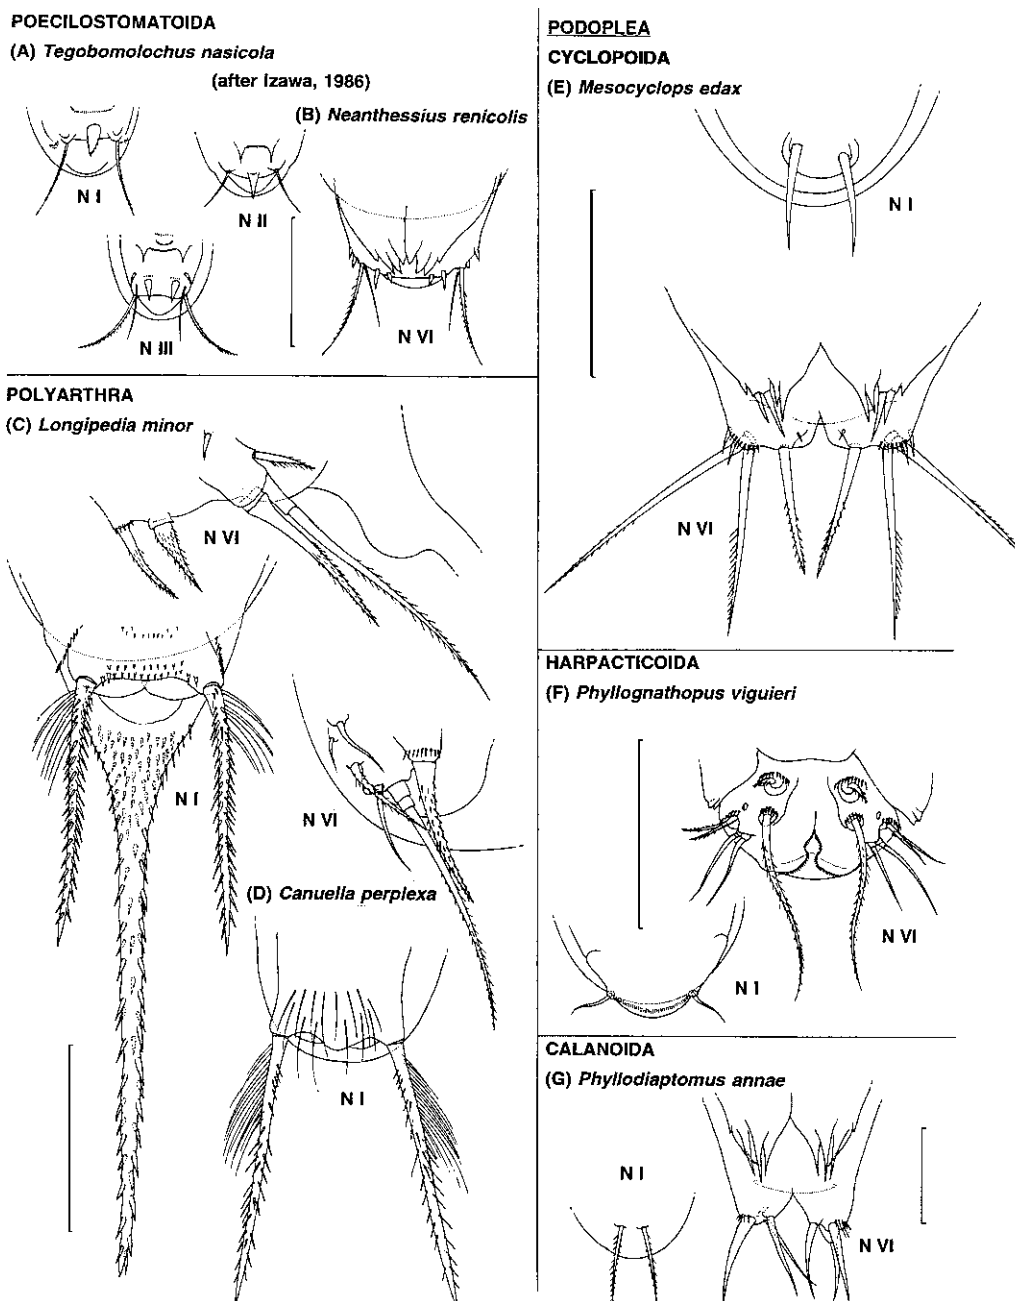 POECILOSTOMATOIDA
(A) Tegobomolochus nasicola
(after Izawa, 1986)
(B) Neanthessius renicolis
N I
N II
N III
N VI
POLYARTHRA
(C) Longipedia minor
N VI
N I
N VI
(D) Canuella perplexa
N I
PODOPLEA
CYCLOPOIDA
(E) Mesocyclops edax
N I
N VI
HARPACTICOIDA
(F) Phyllognathopus viguieri
N VI
N I
CALANOIDA
(G) Phyllodiaptomus annae
N I
N VI